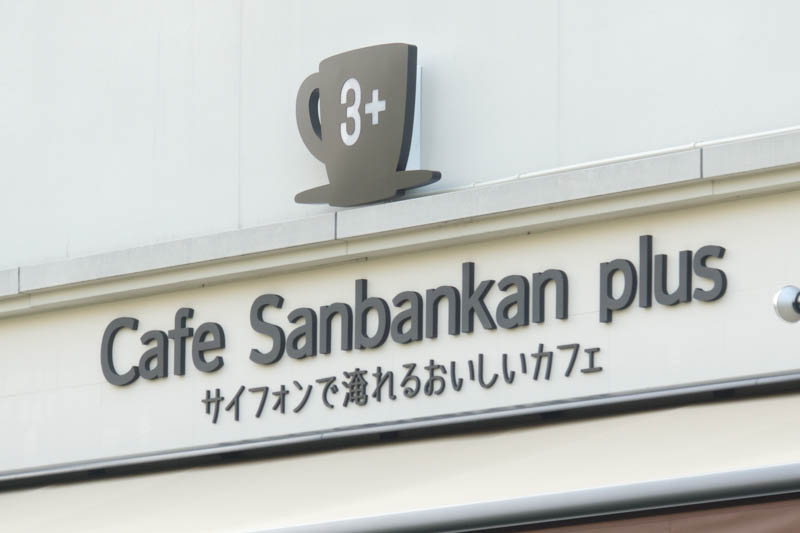 3+
Cafe Sanbankan plus
サイフォンで淹れるおいしいカフェ